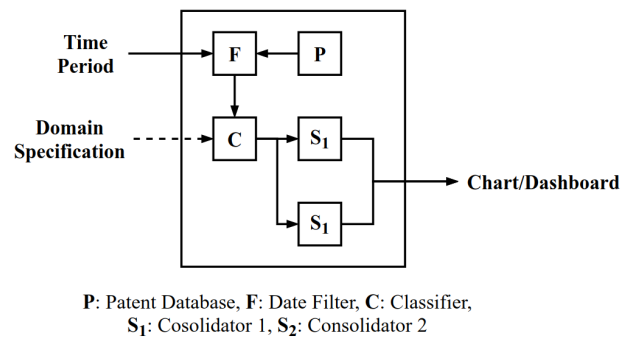 Time
Period
F
P
Domain
Specification
C
S1
Chart/Dashboard
S1
P: Patent Database, F: Date Filter, C: Classifier,
S1: Cosolidator 1, S2: Consolidator 2